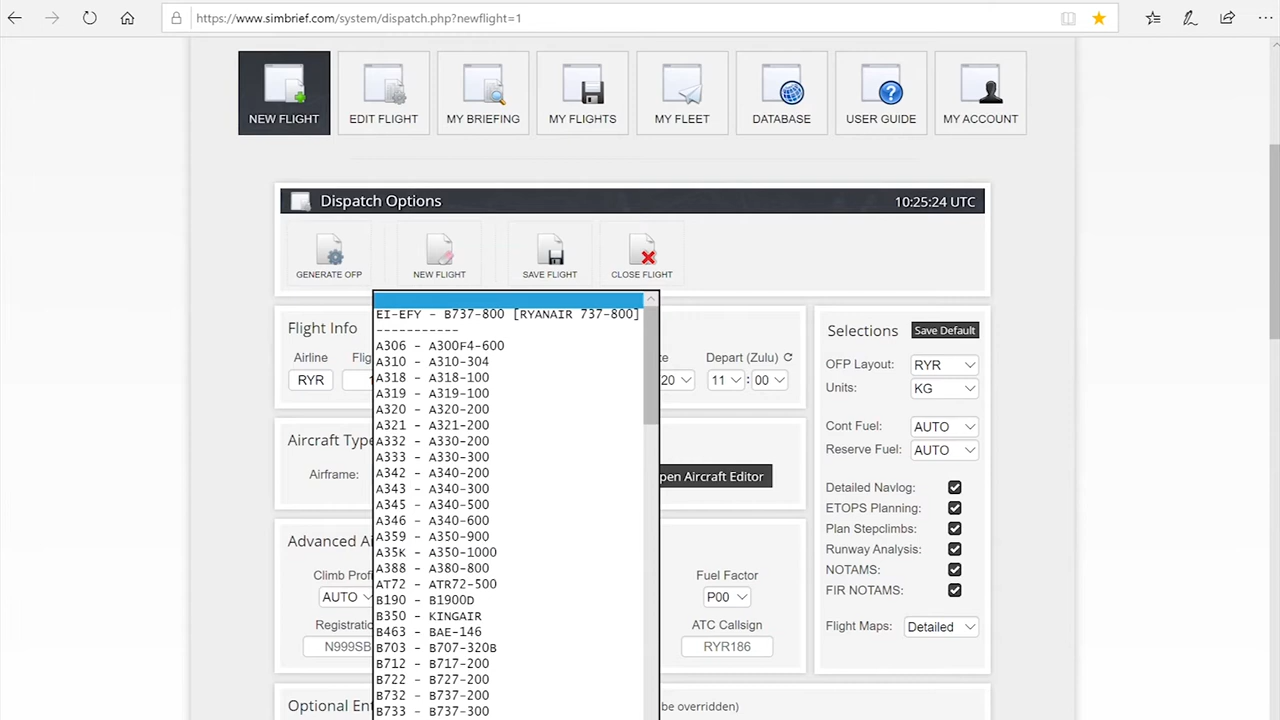 https://www.simbrief.com/system/dispatch.php?newflight=1
NEW FLIGHT
EDIT FLIGHT
MY BRIEFING
MY FLIGHTS
MY FLEET
DATABASE
USER GUIDE
MY ACCOUNT
Dispatch Options
10:25:24 UTC
GENERATE OFP
NEW FLIGHT
SAVE FLIGHT
CLOSE FLIGHT
EI-EFY - B737-800 [RYANAIR 737-800]
-----------
A306 - A300F4-600
A310 - A310-304
A318 - A318-100
A319 - A319-100
A320 - A320-200
A321 - A321-200
A332 - A330-200
A333 - A330-300
A342 - A340-200
A343 - A340-300
A345 - A340-500
A346 - A340-600
A359 - A350-900
A35K - A350-1000
A388 - A380-800
AT72 - ATR72-500
B190 - B1900D
B350 - KINGAIR
B463 - BAE-146
B703 - B707-320B
B712 - B717-200
B722 - B727-200
B732 - B737-200
B733 - B737-300
Flight Info
Airline
RYR
Depart (Zulu)
20
11 : 00
Aircraft Type
Airframe:
Aircraft Editor
Advanced
Climb
AUTO
N999SB
Fuel Factor
P00
ATC Callsign
RYR186
Optional
be overridden)
Selections
Save Default
OFP Layout: RYR
Units: KG
Cont Fuel: AUTO
Reserve Fuel: AUTO
Detailed Navlog:
ETOPS Planning:
Plan Stepclimbs:
Runway Analysis:
NOTAMS:
FIR NOTAMS:
Flight Maps: Detailed